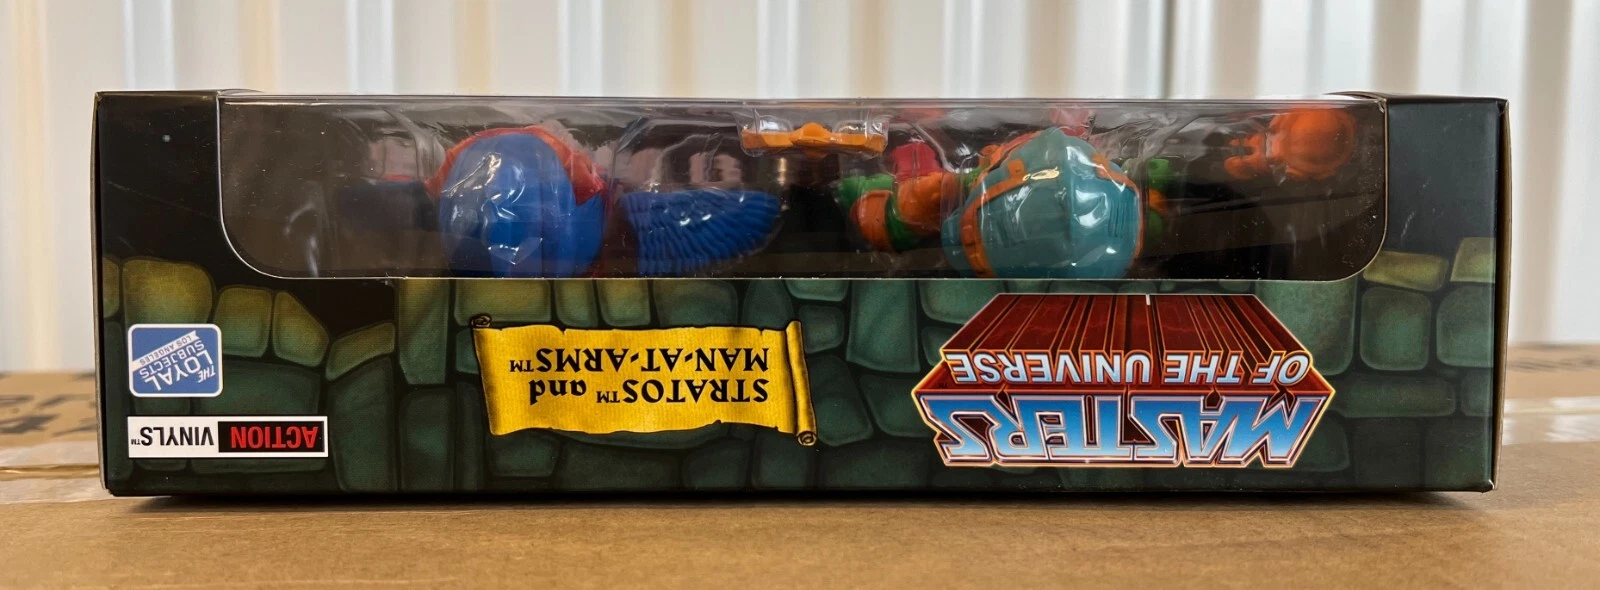 MASTERS
OF THE UNIVERSE
STRATOS™ and
MAN-AT-ARMS™
ACTION VINYLS™
THE
LOYAL
SUBJECTS
LOS ANGELES